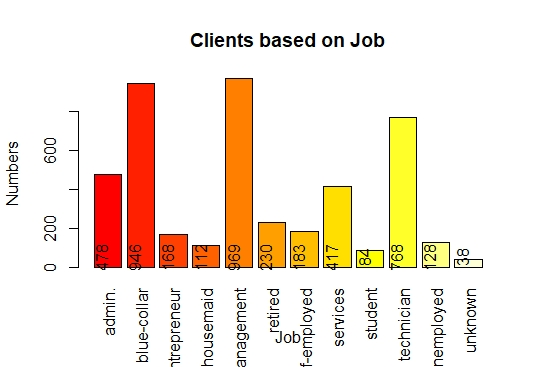 Clients based on Job
Numbers
600
200
0
478
946
168
112
969
230
183
417
84
768
128
38
admin.
blue-collar
ntrepreneur
housemaid
anagement
retired
f-employed
services
student
technician
nemployed
unknown
Job